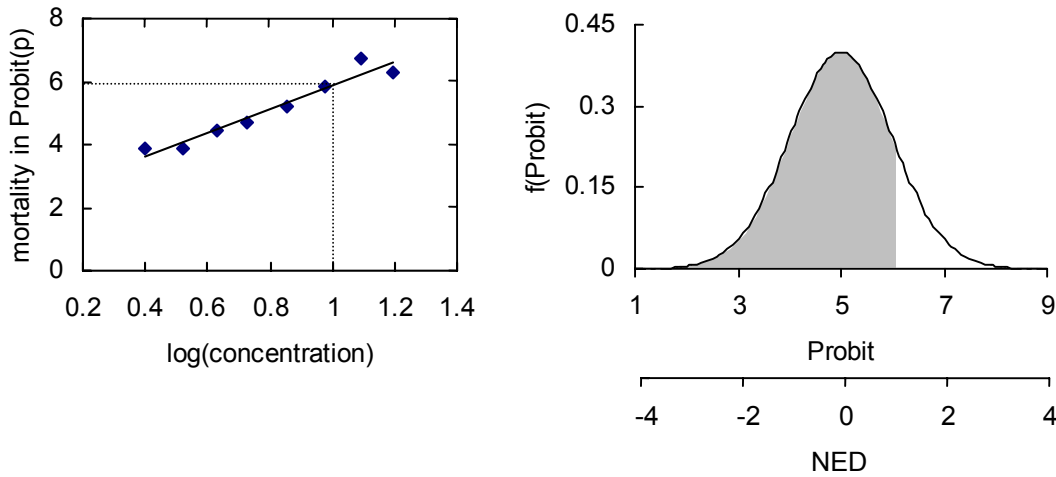 mortality in Probit(p)
8
6
4
2
0
0.2 0.4 0.6 0.8 1 1.2 1.4
log(concentration)
f(Probit)
0.45
0.3
0.15
0
1 3 5 7 9
Probit
-4 -2 0 2 4
NED